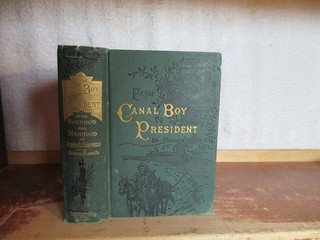 BOY
PRESIDENT
BOYHOOD
AND
MANHOOD
FROM
CANAL BOY
TO
PRESIDENT